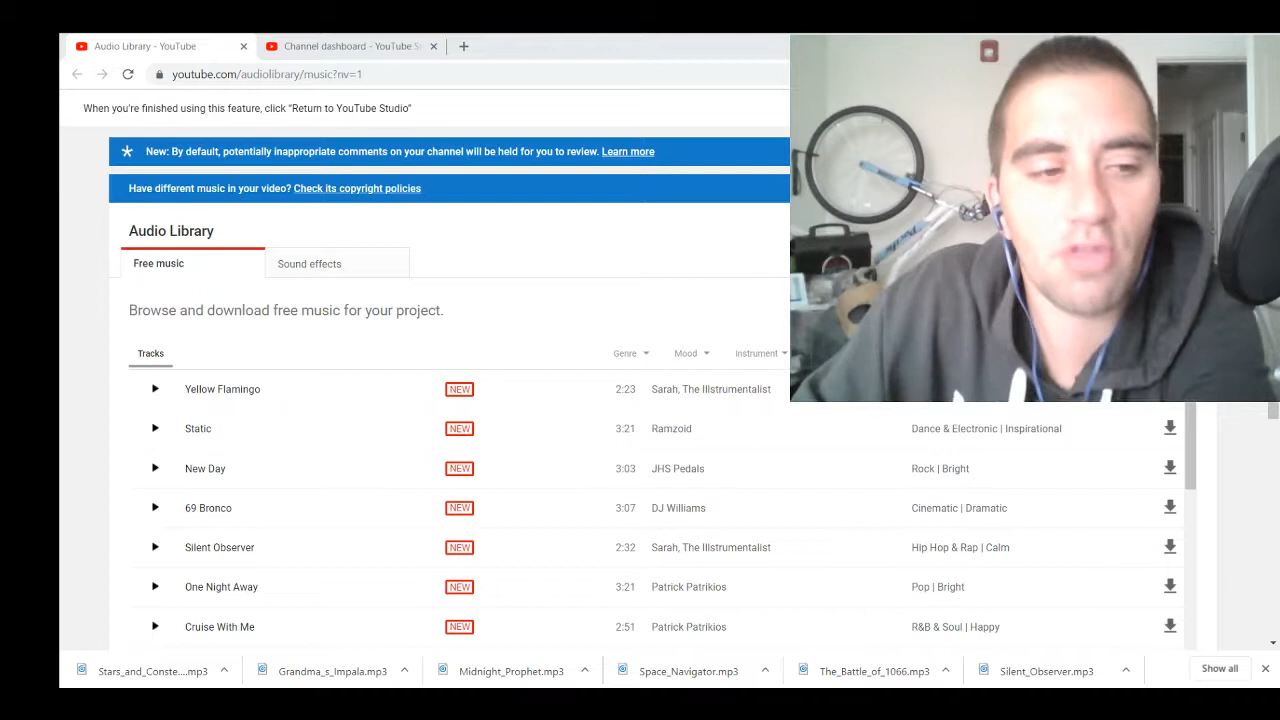 Audio Library - YouTube
Channel dashboard - YouTube S
youtube.com/audiolibrary/music?nv=1
When you're finished using this feature, click "Return to YouTube Studio"
New: By default, potentially inappropriate comments on your channel will be held for you to review. Learn more
Have different music in your video? Check its copyright policies
Audio Library
Free music Sound effects
Browse and download free music for your project.
Tracks Genre Mood Instrument
Yellow Flamingo NEW 2:23 Sarah, The Illstrumentalist
Static NEW 3:21 Ramzoid Dance & Electronic | Inspirational
New Day NEW 3:03 JHS Pedals Rock | Bright
69 Bronco NEW 3:07 DJ Williams Cinematic | Dramatic
Silent Observer NEW 2:32 Sarah, The Illstrumentalist Hip Hop & Rap | Calm
One Night Away NEW 3:21 Patrick Patrikios Pop | Bright
Cruise With Me NEW 2:51 Patrick Patrikios R&B & Soul | Happy
Stars_and_Conste....mp3 Grandma_s_Impala.mp3 Midnight_Prophet.mp3 Space_Navigator.mp3 The_Battle_of_1066.mp3 Silent_Observer.mp3 Show all